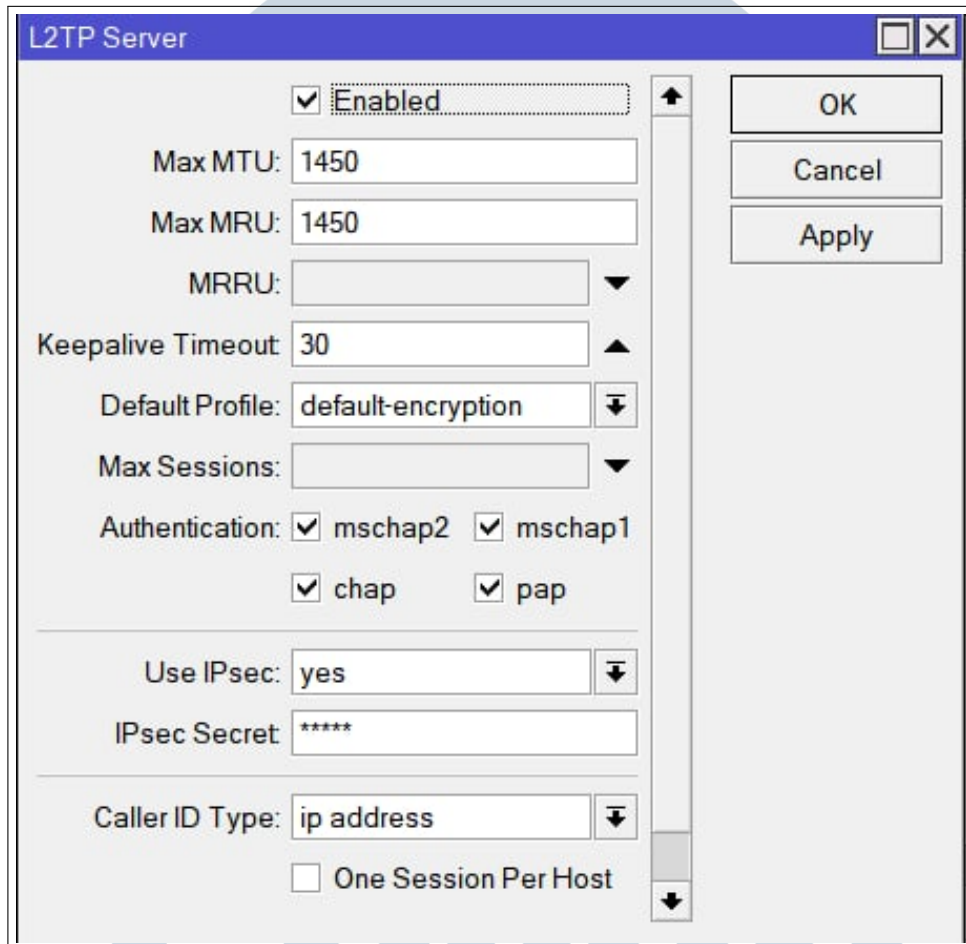 L2TP Server
Enabled
OK
Max MTU: 1450
Cancel
Max MRU: 1450
Apply
MRRU:
Keepalive Timeout: 30
Default Profile: default-encryption
Max Sessions:
Authentication: mschap2 mschap1
chap pap
Use IPsec: yes
IPsec Secret: *****
Caller ID Type: ip address
One Session Per Host